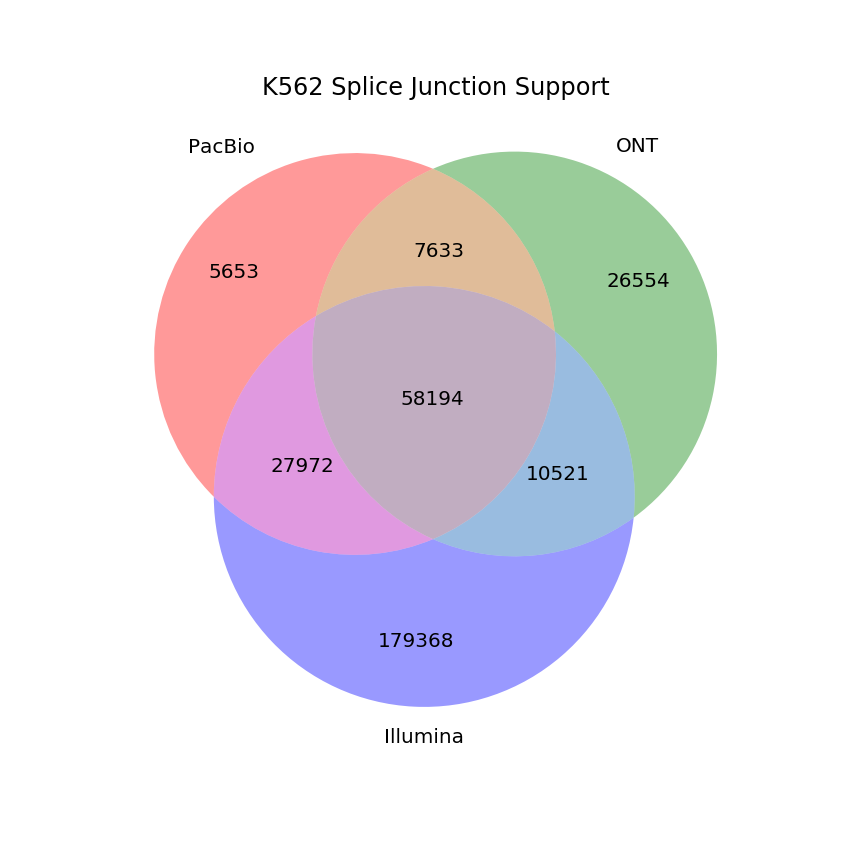 K562 Splice Junction Support
PacBio
ONT
7633
5653
26554
58194
27972
10521
179368
Illumina